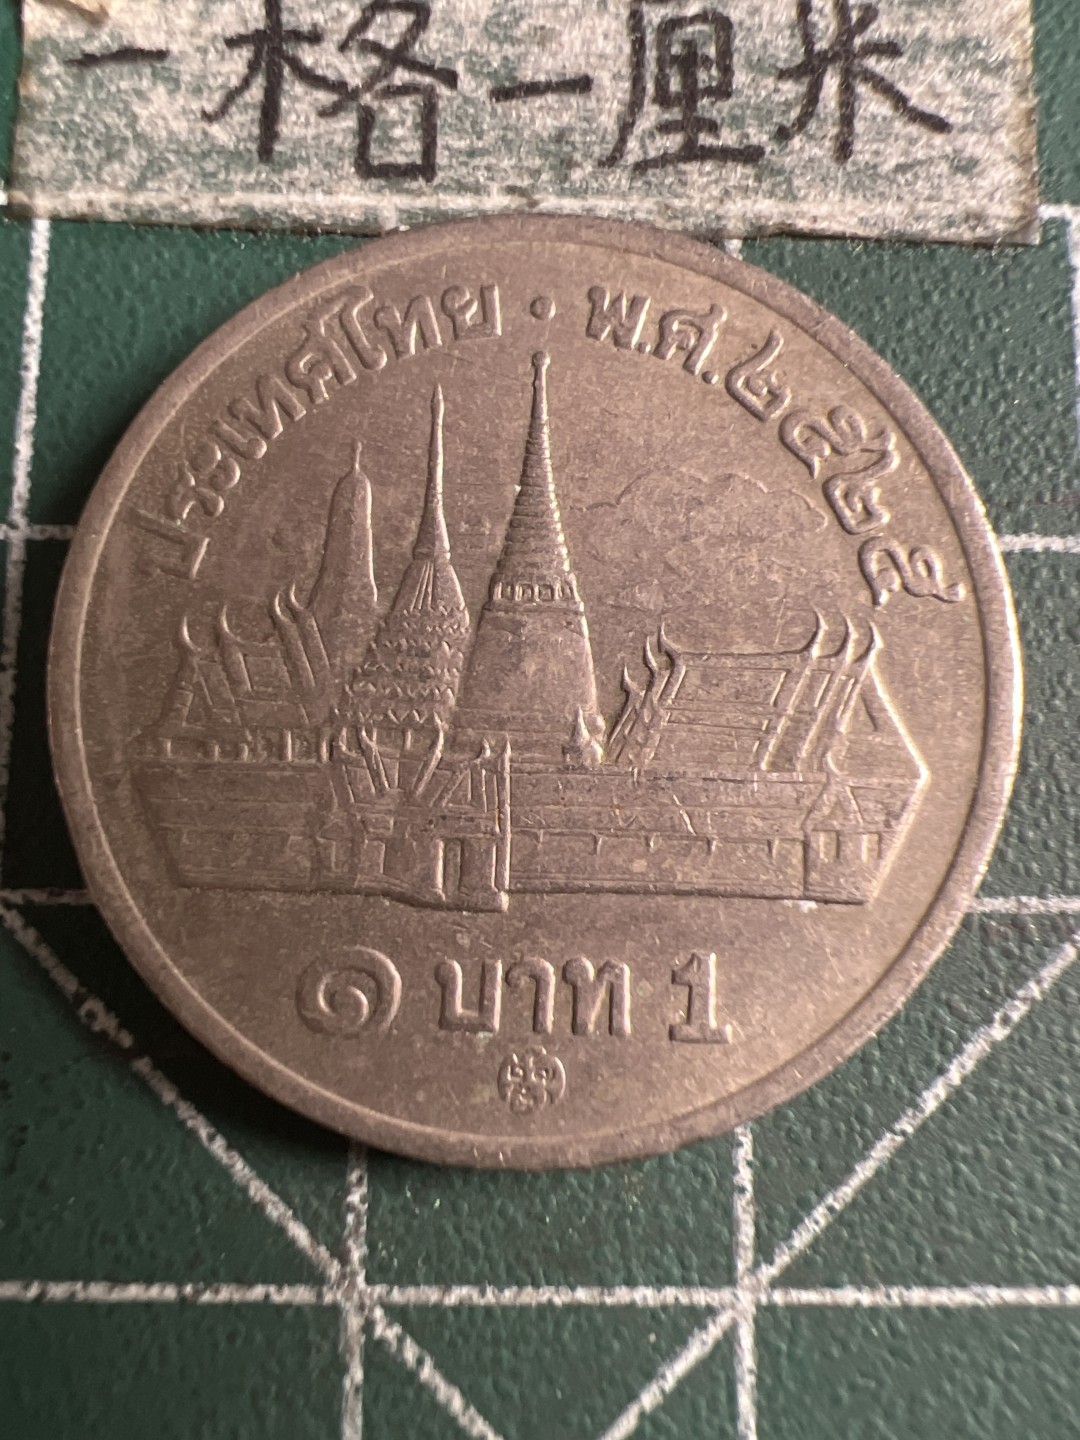 一格一厘米
ประเทศไทย · พ.ศ. ๒๕๒๕
๑ บาท 1